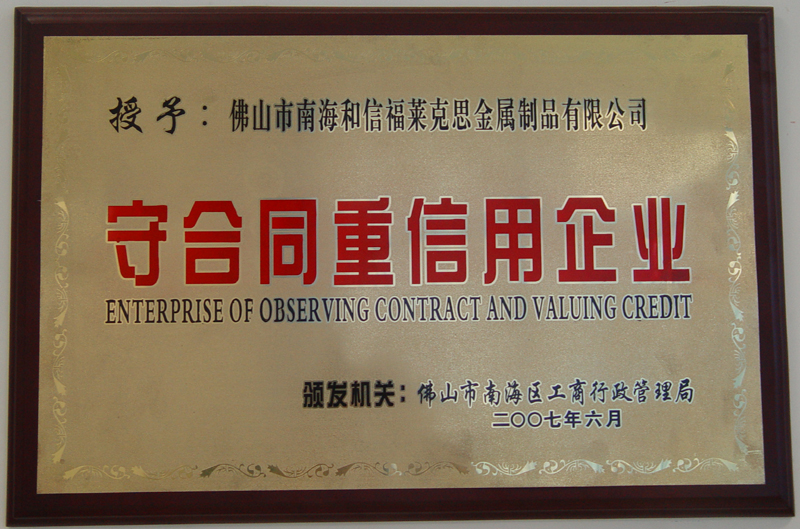 授予：佛山市南海和信福莱克思金属制品有限公司
守合同重信用企业
ENTERPRISE OF OBSERVING CONTRACT AND VALUING CREDIT
颁发机关：佛山市南海区工商行政管理局
二〇〇七年六月